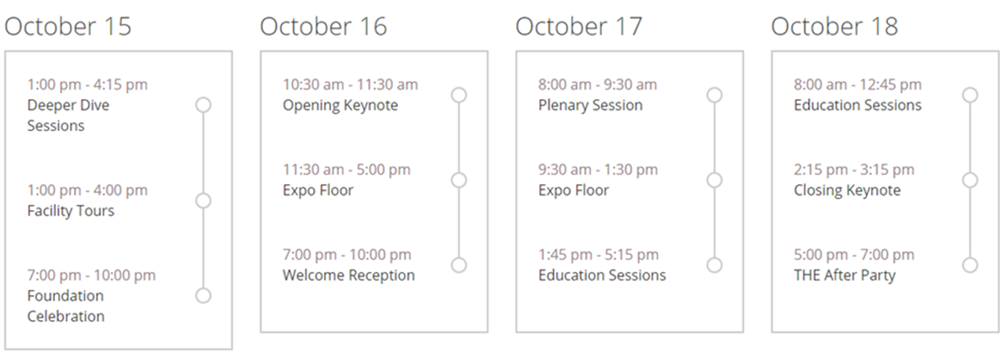 October 15
1:00 pm - 4:15 pm
Deeper Dive
Sessions
1:00 pm - 4:00 pm
Facility Tours
7:00 pm - 10:00 pm
Foundation
Celebration
October 16
10:30 am - 11:30 am
Opening Keynote
11:30 am - 5:00 pm
Expo Floor
7:00 pm - 10:00 pm
Welcome Reception
October 17
8:00 am - 9:30 am
Plenary Session
9:30 am - 1:30 pm
Expo Floor
1:45 pm - 5:15 pm
Education Sessions
October 18
8:00 am - 12:45 pm
Education Sessions
2:15 pm - 3:15 pm
Closing Keynote
5:00 pm - 7:00 pm
THE After Party